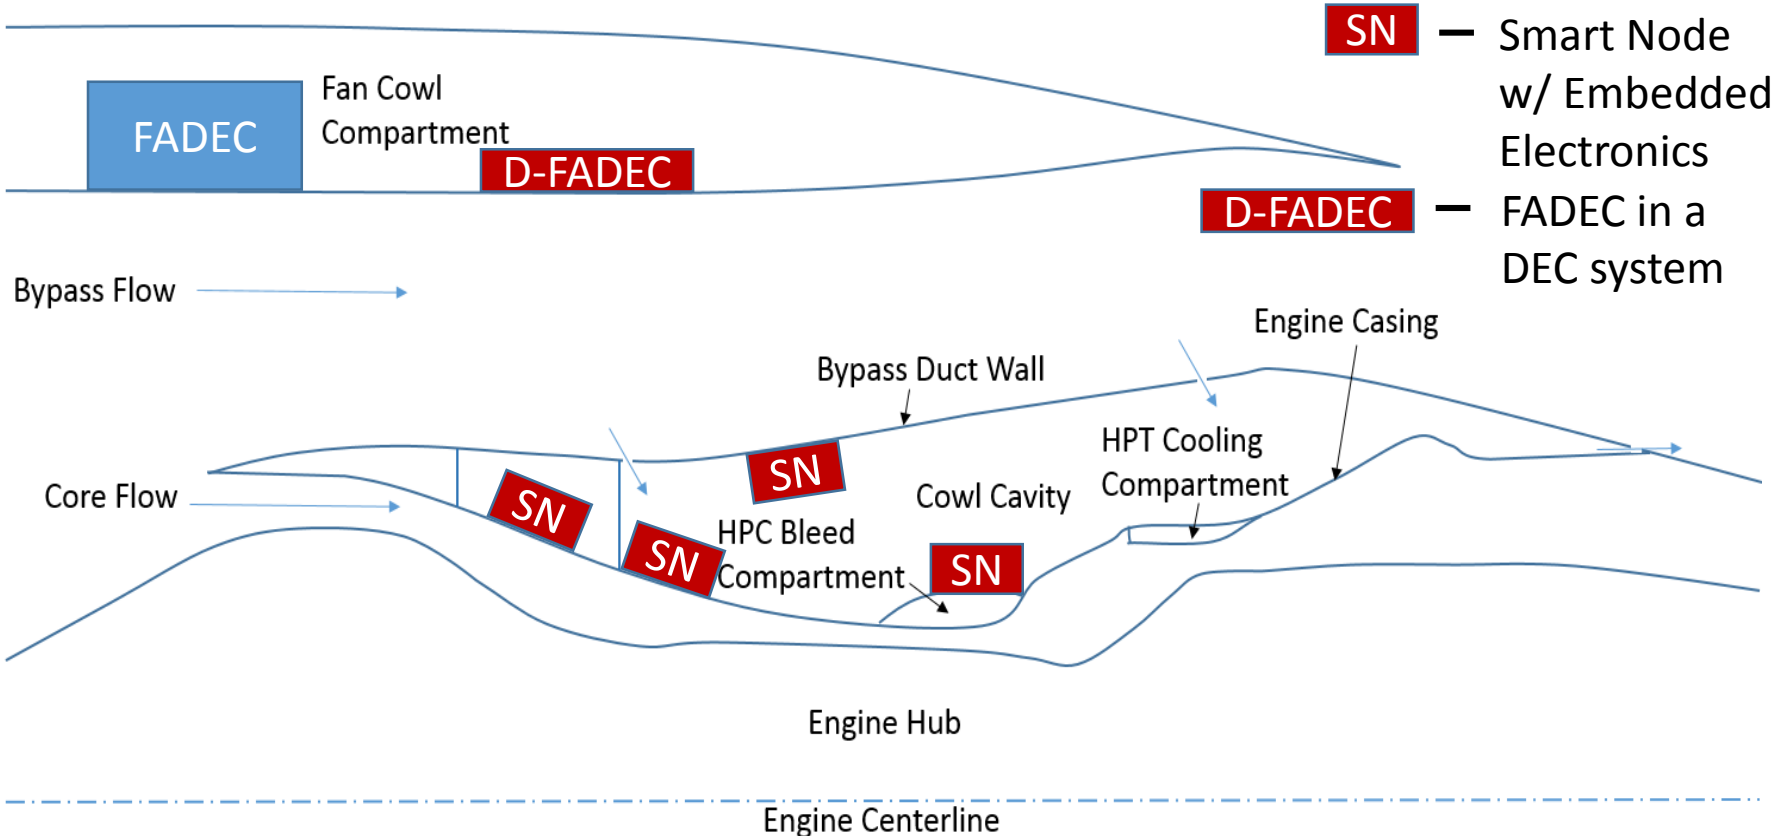 SN
Smart Node
w/ Embedded
Electronics
D-FADEC
FADEC in a
DEC system
FADEC
Fan Cowl
Compartment
D-FADEC
Bypass Flow
Engine Casing
Bypass Duct Wall
HPT Cooling
Compartment
SN
Core Flow
SN
Cowl Cavity
HPC Bleed
Compartment
SN
SN
Engine Hub
Engine Centerline